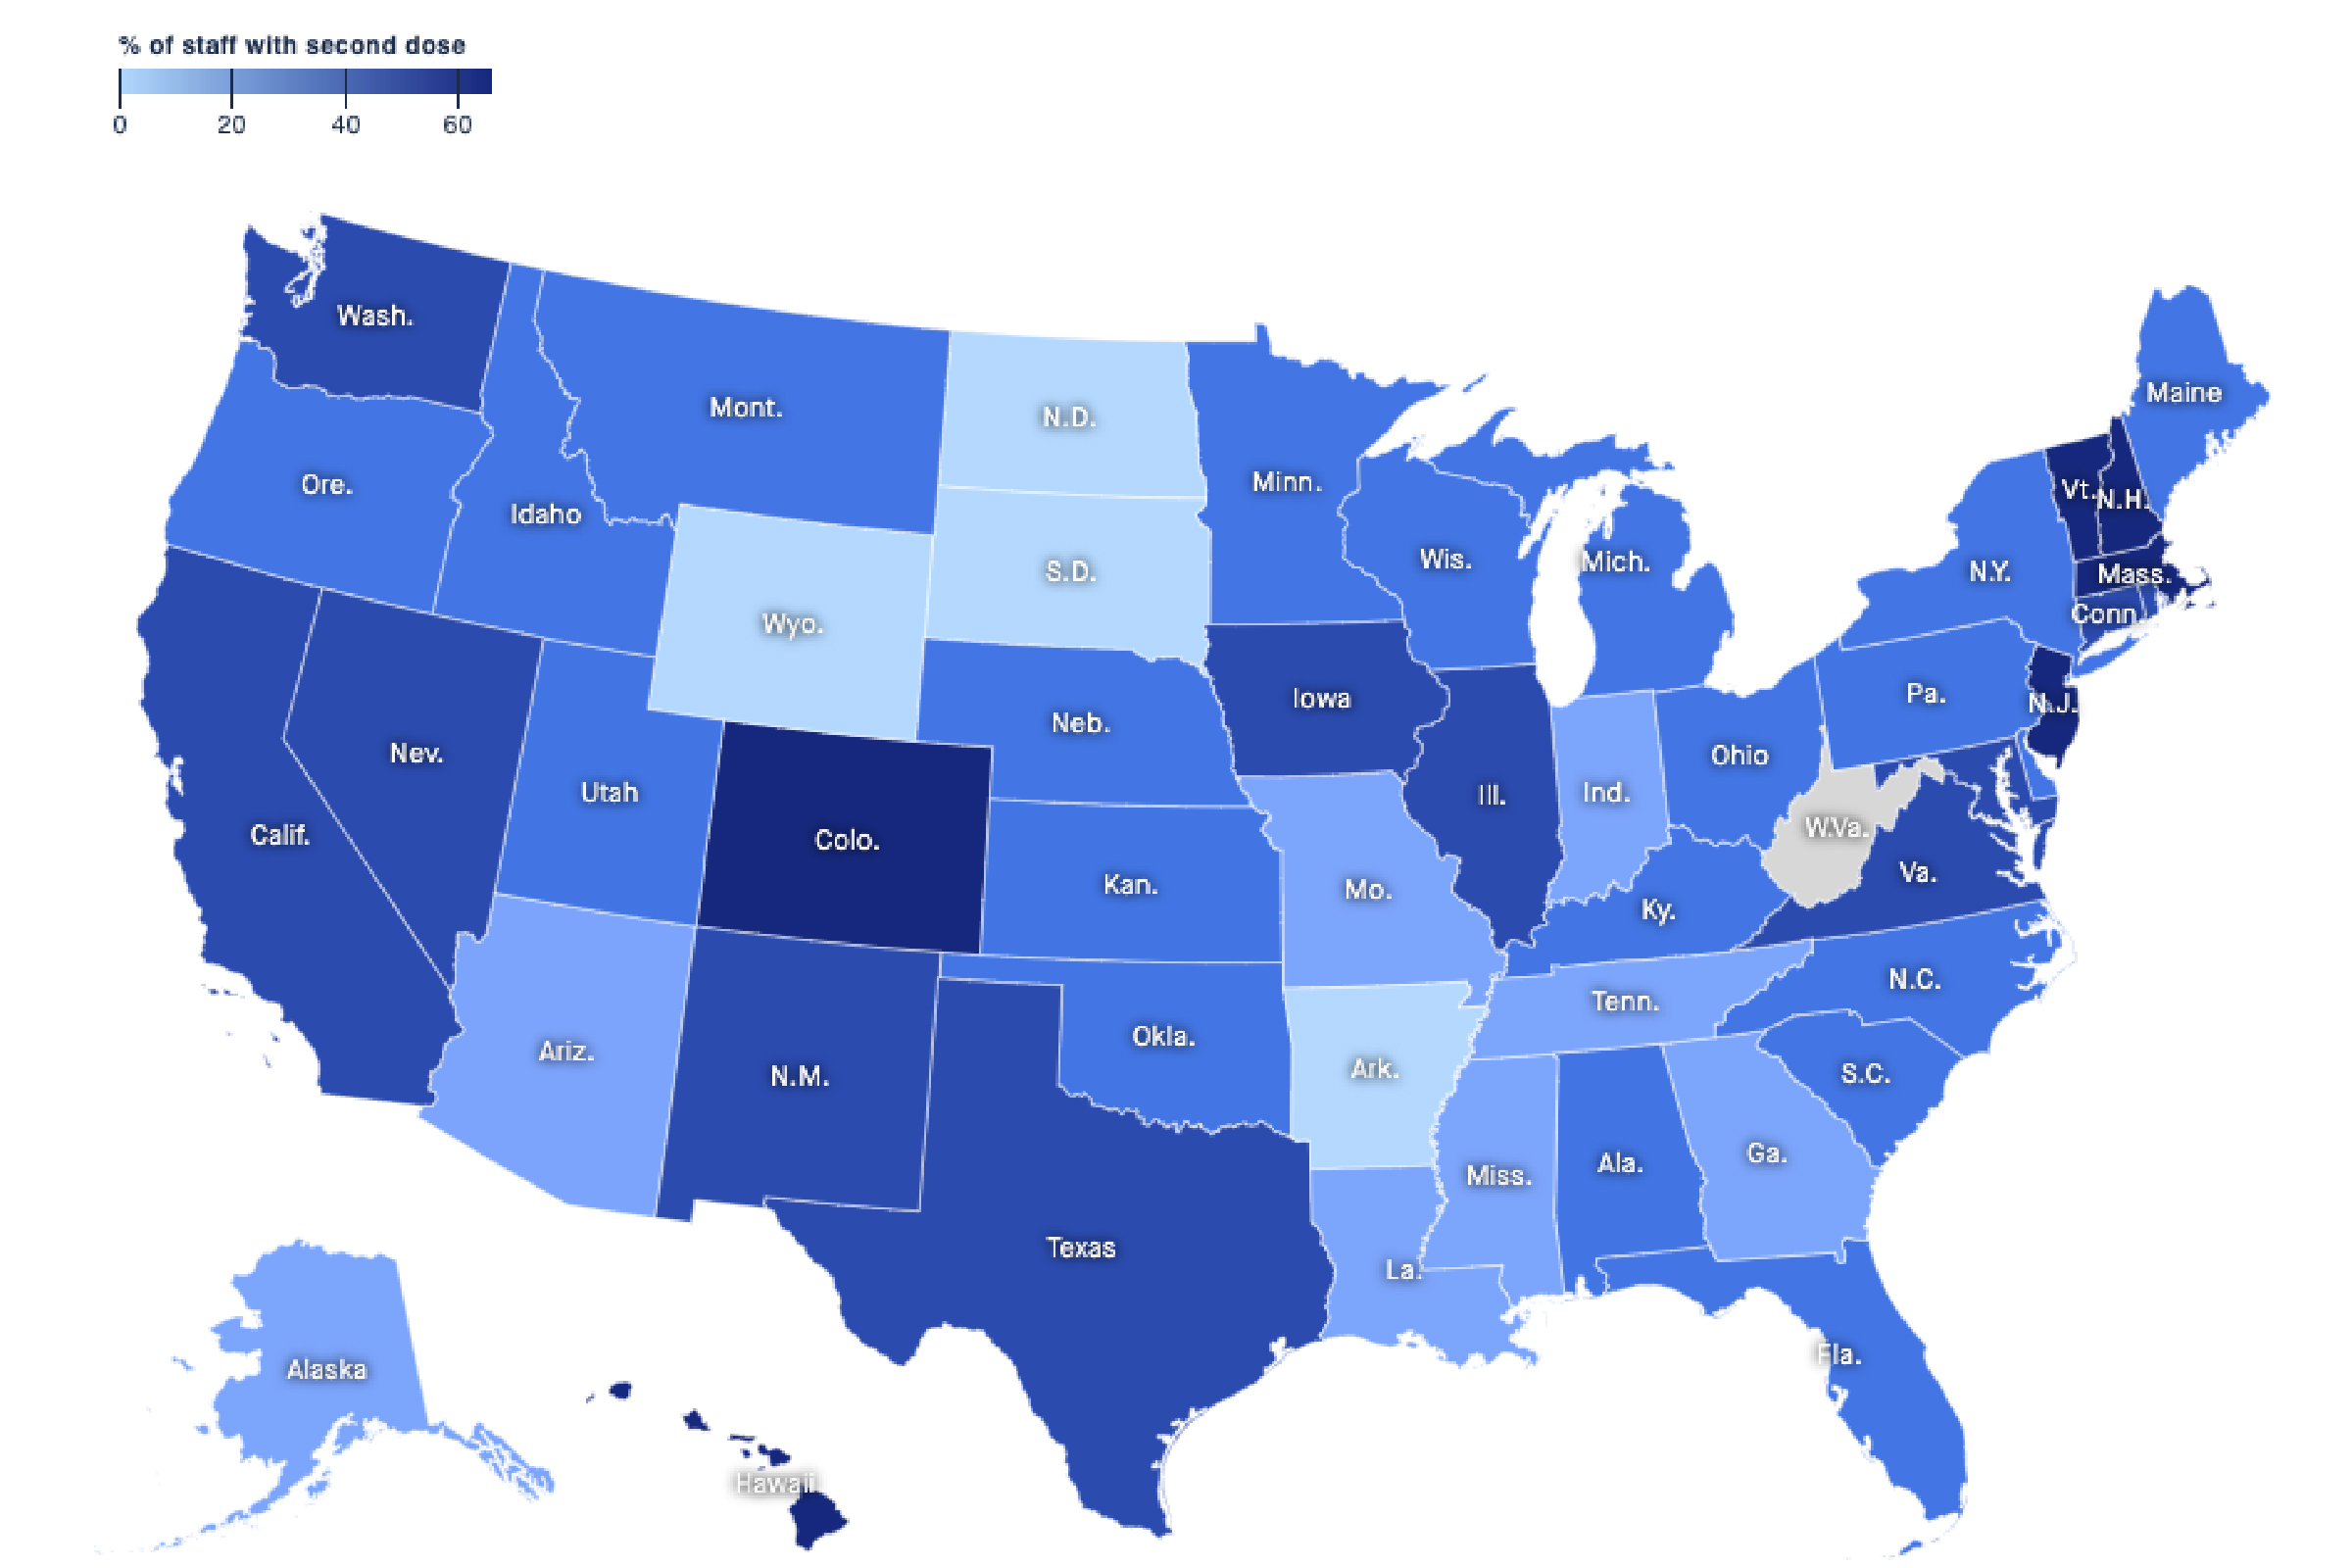 % of staff with second dose
0 20 40 60
Wash.
Mont.
N.D.
Minn.
Maine
Ore.
Idaho
Vt.
N.H.
Wis.
Mich.
N.Y.
S.D.
Mass.
Wyo.
Conn.
Iowa
Pa.
N.J.
Neb.
Nev.
Ohio
Utah
Ill.
Ind.
Calif.
Colo.
W.Va.
Kan.
Mo.
Va.
Ky.
N.C.
Tenn.
Okla.
Ariz.
N.M.
Ark.
S.C.
Ga.
Ala.
Miss.
Texas
La.
Fla.
Alaska
Hawaii